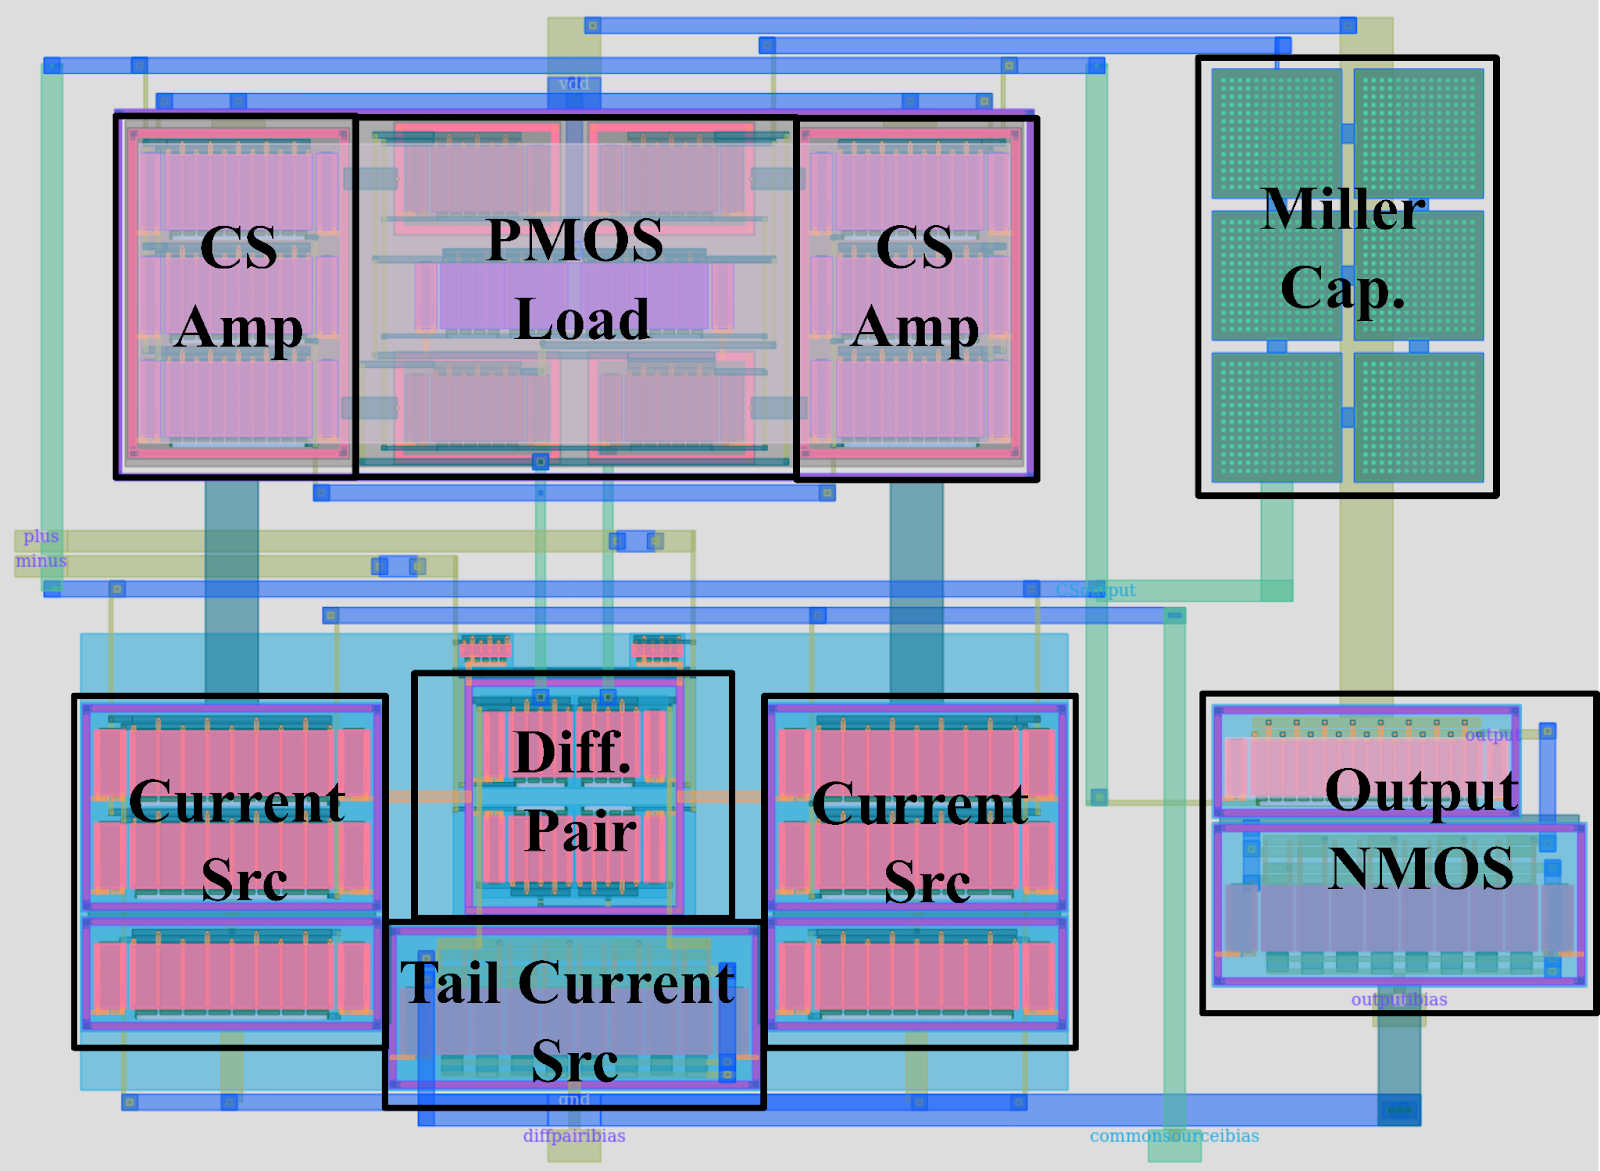 vdd
CS
Amp
PMOS
Load
CS
Amp
Miller
Cap.
plus
minus
CSoutput
Current
Src
Diff.
Pair
Current
Src
output
Output
NMOS
Tail Current
Src
outputibias
gnd
diffpairibias
commonsourceibias